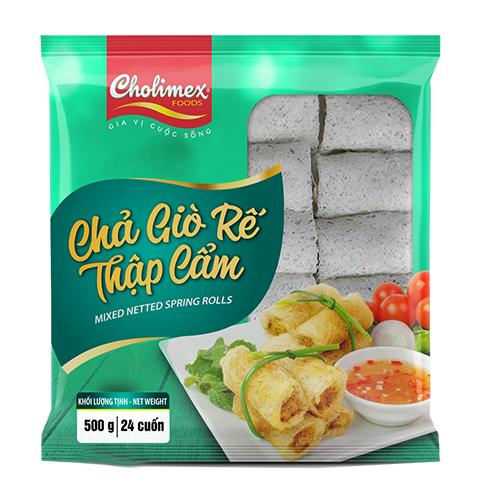 Cholimex
FOODS
GIA VỊ CUỘC SỐNG
Chả Giò Rế
Thập Cẩm
MIXED NETTED SPRING ROLLS
KHỐI LƯỢNG TỊNH - NET WEIGHT
500 g | 24 cuốn